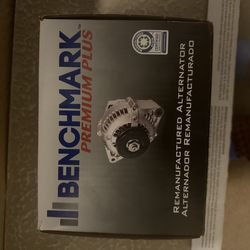 BENCHMARK
PREMIUM PLUS
REMANUFACTURED ALTERNATOR
ALTERNADOR REMANUFACTURADO